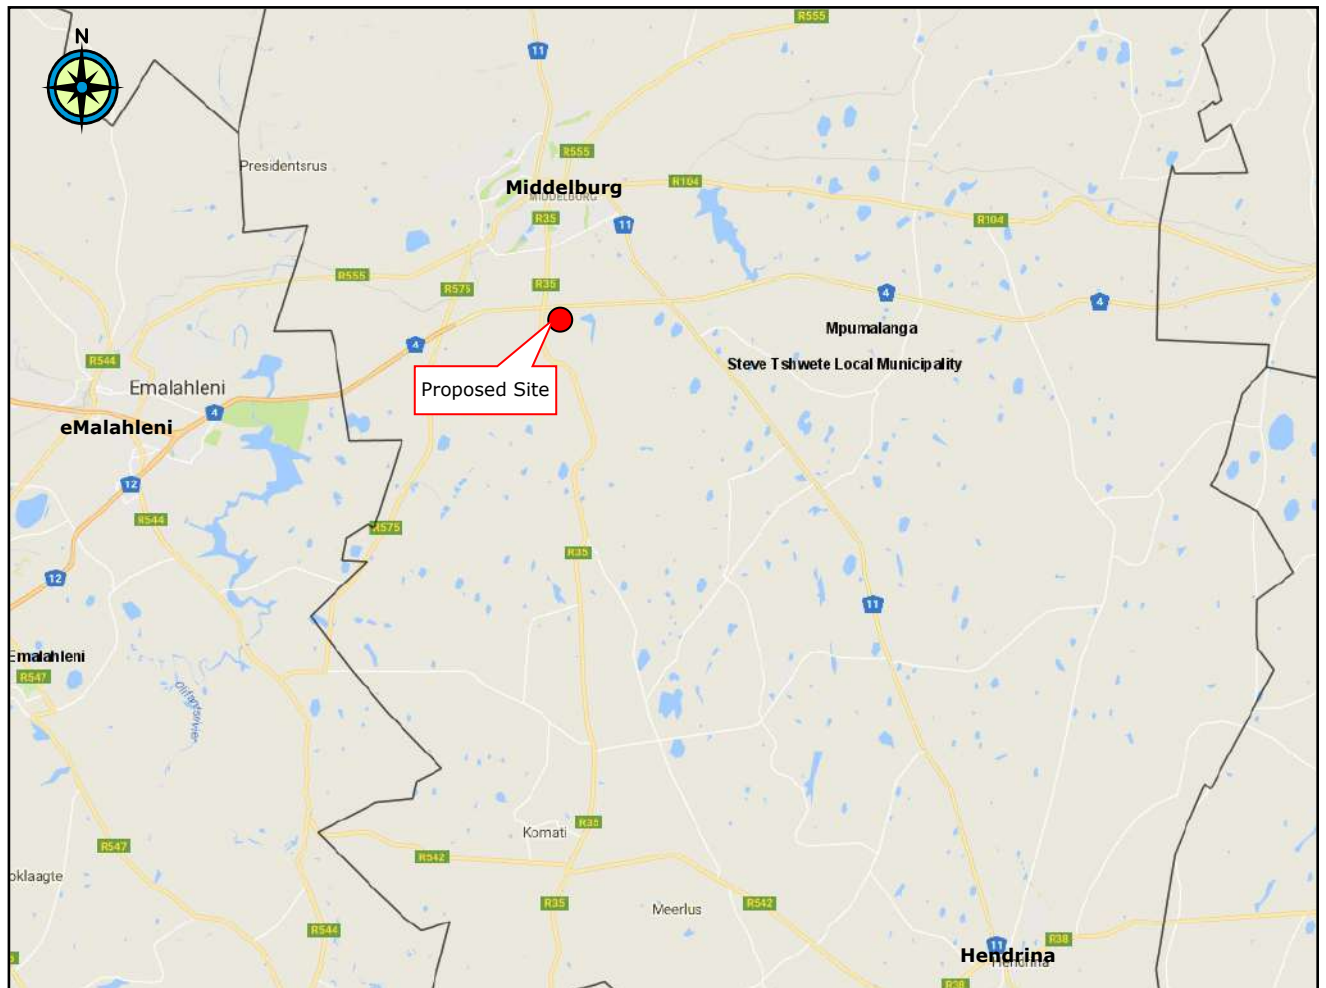 R555
N
11
R555
Presidentsrus
Middelburg
MIDDELBURG
R104
R35
11
R104
R555
R575
R35
4
4
4
Mpumalanga
Steve Tshwete Local Municipality
R544
Emalahleni
Proposed Site
4
eMalahleni
12
R544
R575
R35
12
11
Emalahleni
R547
Olifantsrivier
R35
Komati
R547
R542
oklaagte
R35
Meerlus
R542
R544
R38
11
Hendrina
Hendrina
R38